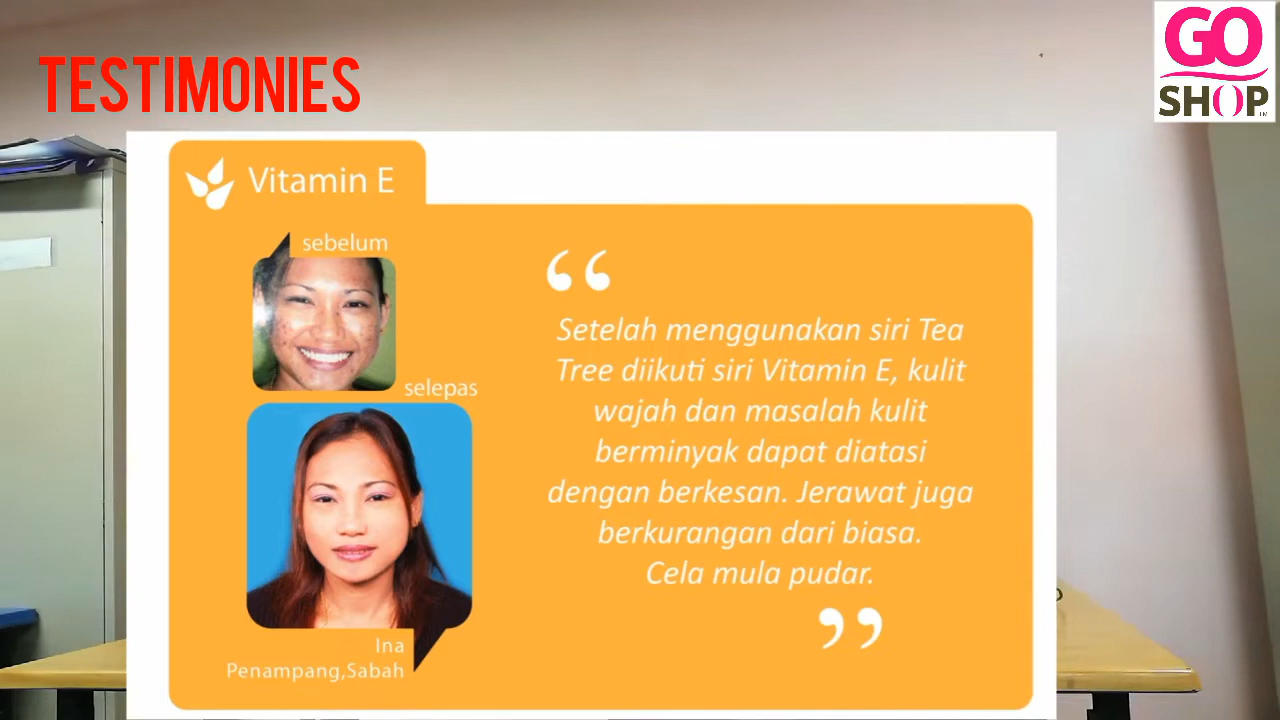 TESTIMONIES
GO
SHOP
Vitamin E
sebelum
selepas
Ina
Penampang,Sabah
“
Setelah menggunakan siri Tea
Tree diikuti siri Vitamin E, kulit
wajah dan masalah kulit
berminyak dapat diatasi
dengan berkesan. Jerawat juga
berkurangan dari biasa.
Cela mula pudar.
”